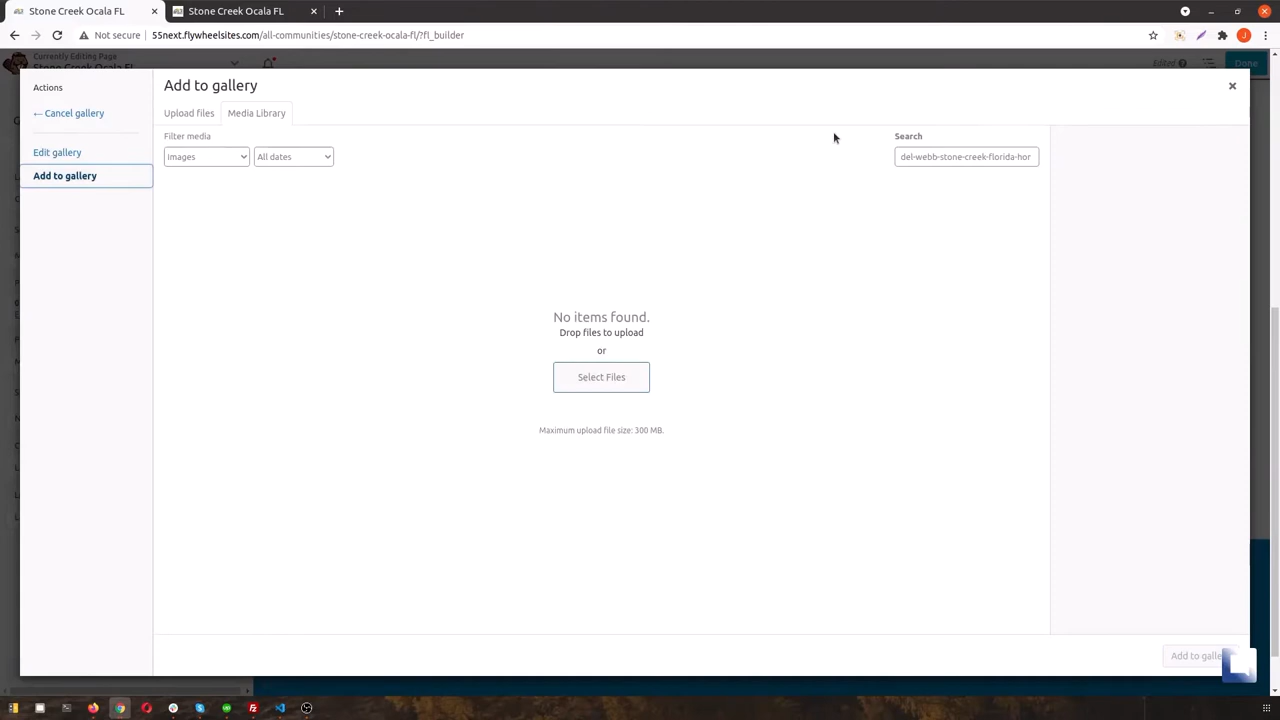 Stone Creek Ocala FL
Stone Creek Ocala FL
Not secure
55next.flywheelsites.com/all-communities/stone-creek-ocala-fl/?fl_builder
Currently Editing Page
Stone Creek Ocala FL
Edited
Done
Actions
← Cancel gallery
Edit gallery
Add to gallery
Add to gallery
Upload files
Media Library
Filter media
Images
All dates
Search
del-webb-stone-creek-florida-hor
No items found.
Drop files to upload
or
Select Files
Maximum upload file size: 300 MB.
Add to